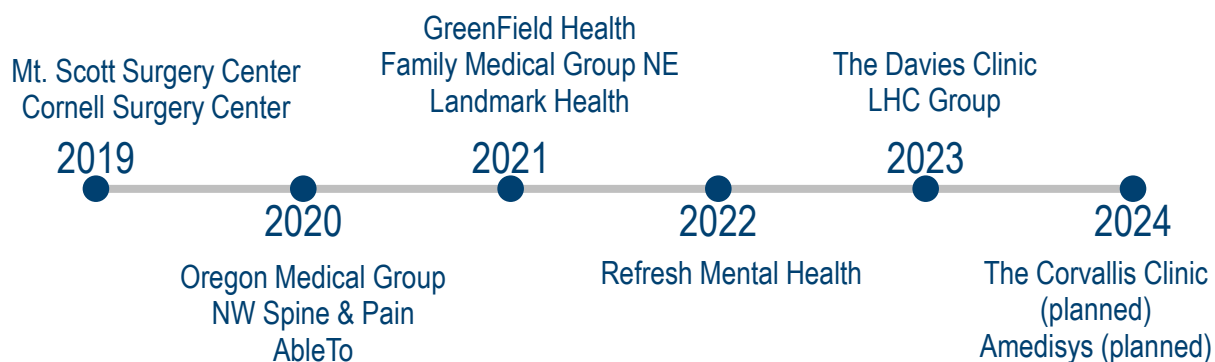 Mt. Scott Surgery Center
Cornell Surgery Center
2019
2020
Oregon Medical Group
NW Spine & Pain
AbleTo
GreenField Health
Family Medical Group NE
Landmark Health
2021
2022
Refresh Mental Health
The Davies Clinic
LHC Group
2023
2024
The Corvallis Clinic
(planned)
Amedisys (planned)